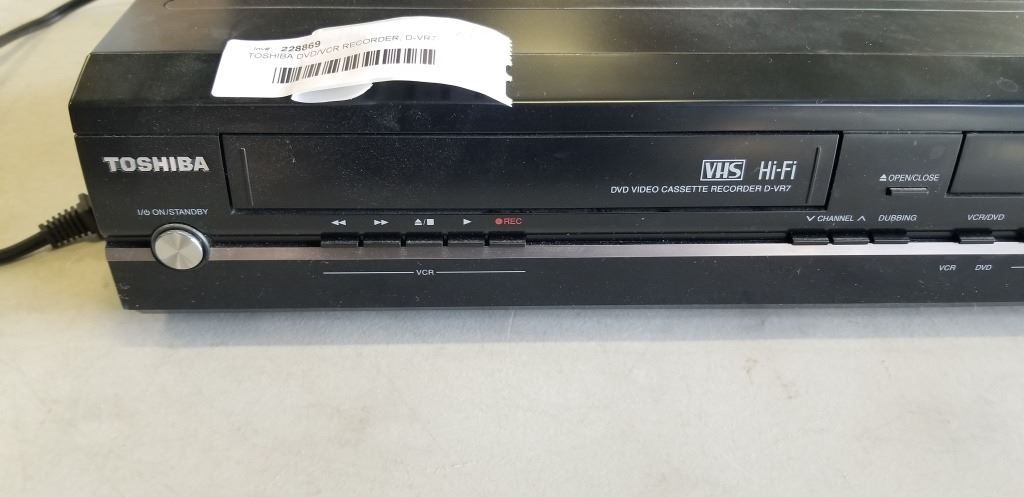 Inv#: 228869
TOSHIBA DVD/VCR RECORDER, D-VR7
TOSHIBA
VHS Hi-Fi
DVD VIDEO CASSETTE RECORDER D-VR7
OPEN/CLOSE
I/⏻ ON/STANDBY
REC
CHANNEL
DUBBING
VCR/DVD
VCR
VCR DVD